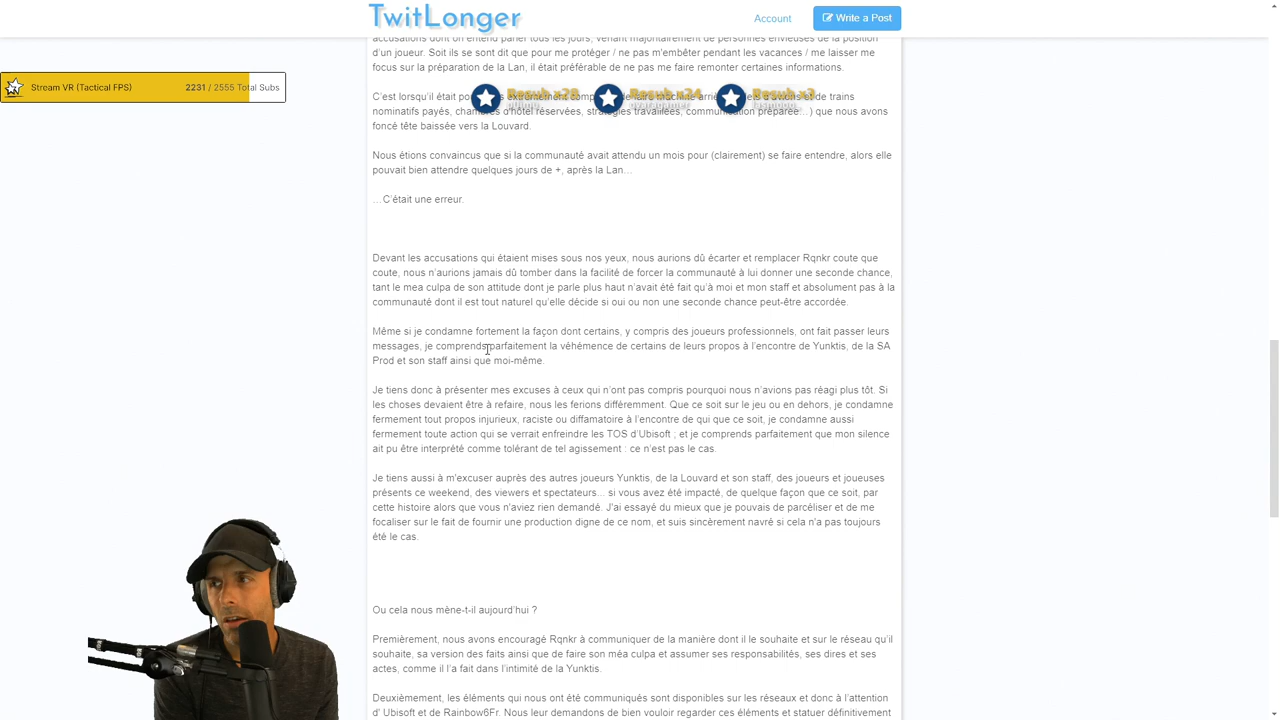 TwitLonger
Account
Write a Post
accusations dont on entend parler tous les jours, venant majoritairement de personnes envieuses de la position
d'un joueur. Soit ils se sont dit que pour me protéger / ne pas m'embêter pendant les vacances / me laisser me
focus sur la préparation de la Lan, il était préférable de ne pas me faire remonter certaines informations.
Stream VR (Tactical FPS)
2231 / 2555 Total Subs
Resub x28
Resub x24
Resub x3
C'est lorsqu'il était
de trains
nominatifs payés, chambres d'hôtel réservées, stratégies travaillées, communication préparée...) que nous avons
foncé tête baissée vers la Louvard.
Nous étions convaincus que si la communauté avait attendu un mois pour (clairement) se faire entendre, alors elle
pouvait bien attendre quelques jours de +, après la Lan...
...C'était une erreur.
Devant les accusations qui étaient mises sous nos yeux, nous aurions dû écarter et remplacer Rqnkr coute que
coute, nous n'aurions jamais dû tomber dans la facilité de forcer la communauté à lui donner une seconde chance,
tant le mea culpa de son attitude dont je parle plus haut n'avait été fait qu'à moi et mon staff et absolument pas à la
communauté dont il est tout naturel qu'elle décide si oui ou non une seconde chance peut-être accordée.
Même si je condamne fortement la façon dont certains, y compris des joueurs professionnels, ont fait passer leurs
messages, je comprends parfaitement la véhémence de certains de leurs propos à l'encontre de Yunktis, de la SA
Prod et son staff ainsi que moi-même.
Je tiens donc à présenter mes excuses à ceux qui n'ont pas compris pourquoi nous n'avions pas réagi plus tôt. Si
les choses devaient être à refaire, nous les ferions différemment. Que ce soit sur le jeu ou en dehors, je condamne
fermement tout propos injurieux, raciste ou diffamatoire à l'encontre de qui que ce soit, je condamne aussi
fermement toute action qui se verrait enfreindre les TOS d'Ubisoft ; et je comprends parfaitement que mon silence
ait pu être interprété comme tolérant de tel agissement : ce n'est pas le cas.
Je tiens aussi à m'excuser auprès des autres joueurs Yunktis, de la Louvard et son staff, des joueurs et joueuses
présents ce weekend, des viewers et spectateurs... si vous avez été impacté, de quelque façon que ce soit, par
cette histoire alors que vous n'aviez rien demandé. J'ai essayé du mieux que je pouvais de parcéliser et de me
focaliser sur le fait de fournir une production digne de ce nom, et suis sincèrement navré si cela n'a pas toujours
été le cas.
Ou cela nous mène-t-il aujourd'hui ?
Premièrement, nous avons encouragé Rqnkr à communiquer de la manière dont il le souhaite et sur le réseau qu'il
souhaite, sa version des faits ainsi que de faire son méa culpa et assumer ses responsabilités, ses dires et ses
actes, comme il l'a fait dans l'intimité de la Yunktis.
Deuxièmement, les éléments qui nous ont été communiqués sont disponibles sur les réseaux et donc à l'attention
d' Ubisoft et de Rainbow6Fr. Nous leur demandons de bien vouloir regarder ces éléments et statuer définitivement